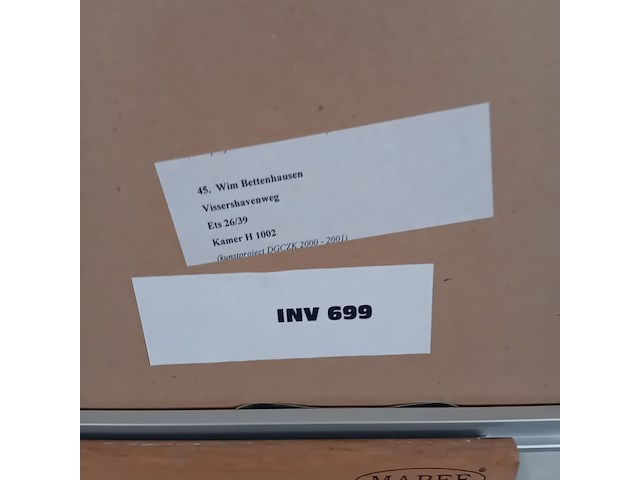 45. Wim Bettenhausen
Vissershavenweg
Ets 26/39
Kamer H 1002
(kunstproject DGCZK 2000 - 2001)
INV 699